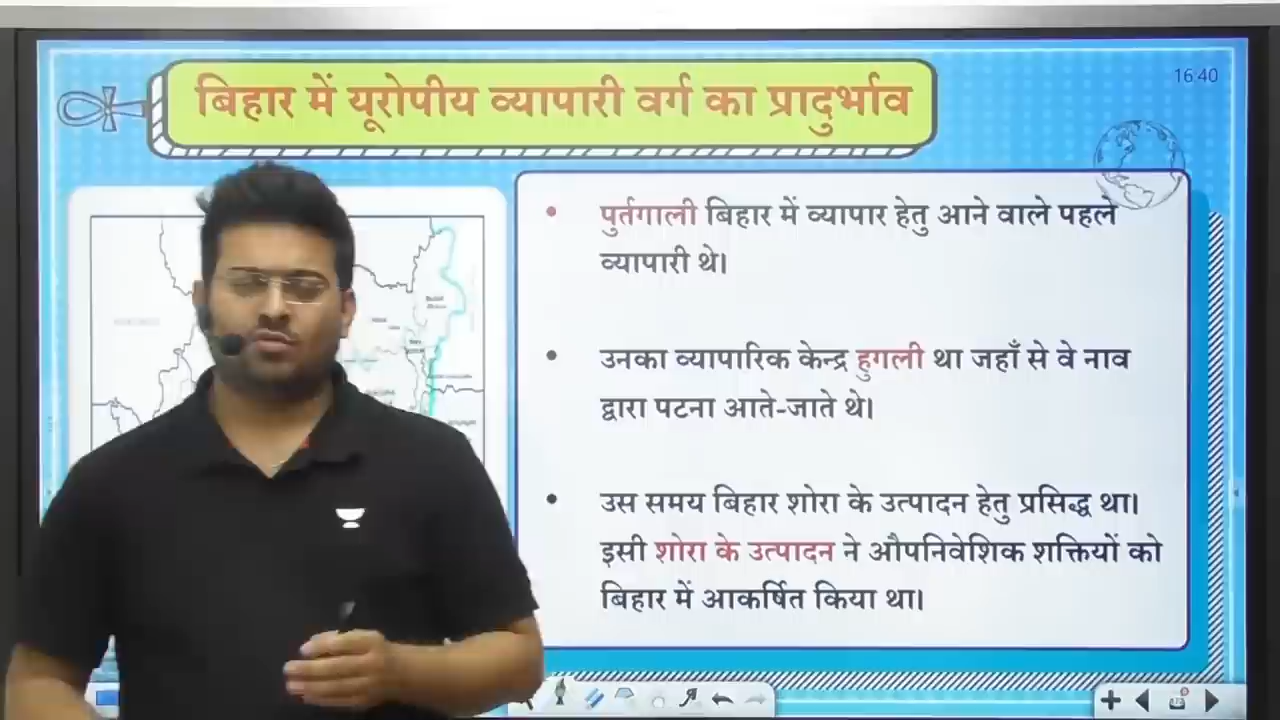 बिहार में यूरोपीय व्यापारी वर्ग का प्रादुर्भाव
16:40
पुर्तगाली बिहार में व्यापार हेतु आने वाले पहले
व्यापारी थे।
उनका व्यापारिक केन्द्र हुगली था जहाँ से वे नाव
द्वारा पटना आते-जाते थे।
उस समय बिहार शोरा के उत्पादन हेतु प्रसिद्ध था।
इसी शोरा के उत्पादन ने औपनिवेशिक शक्तियों को
बिहार में आकर्षित किया था।